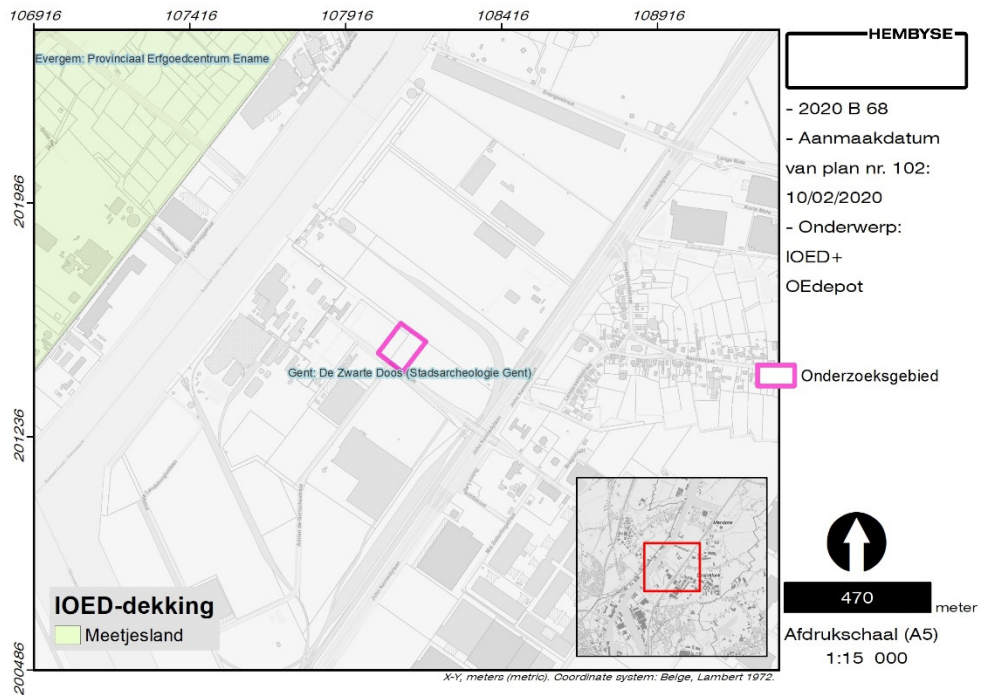 106916
107416
107916
108416
108916
201986
201236
200486
Evergem: Provinciaal Erfgoedcentrum Ename
Gent: De Zwarte Doos (Stadsarcheologie Gent)
IOED-dekking
Meetjesland
X-Y, meters (metric). Coordinate system: Belge, Lambert 1972.
HEMBYSE
- 2020 B 68
- Aanmaakdatum
van plan nr. 102:
10/02/2020
- Onderwerp:
IOED+
OEdepot
Onderzoeksgebied
470
meter
Afdrukschaal (A5)
1:15 000